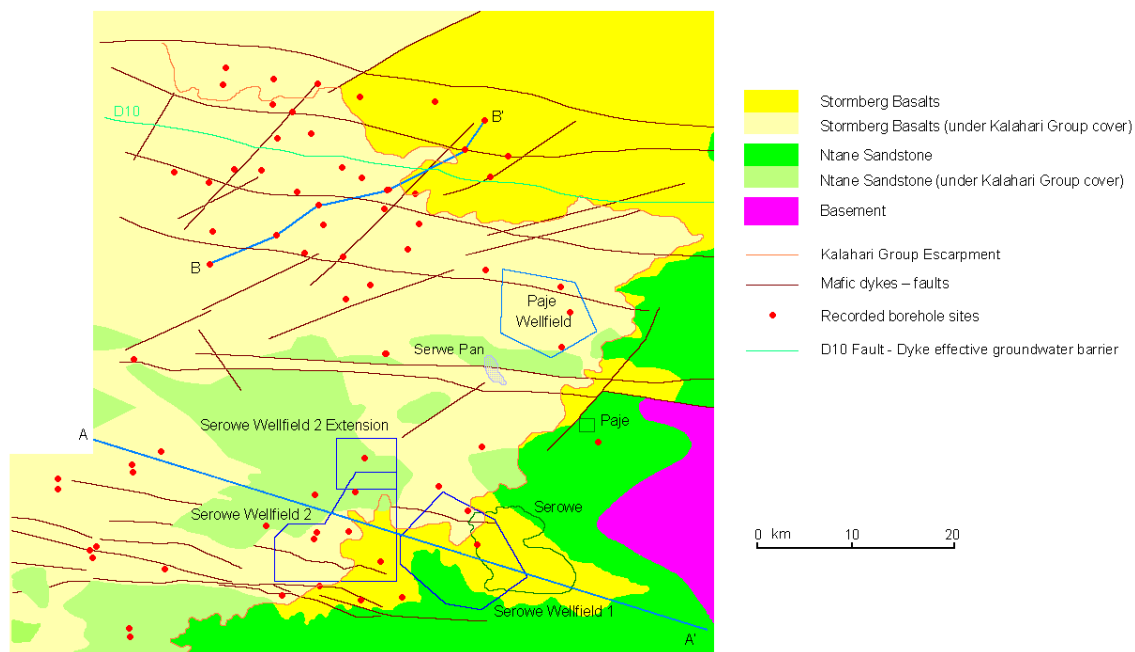 D10
B'
B
Paje
Wellfield
Serwe Pan
Serowe Wellfield 2 Extension
Paje
A
Serowe Wellfield 2
Serowe
Serowe Wellfield 1
A'
Stormberg Basalts
Stormberg Basalts (under Kalahari Group cover)
Ntane Sandstone
Ntane Sandstone (under Kalahari Group cover)
Basement
Kalahari Group Escarpment
Mafic dykes – faults
Recorded borehole sites
D10 Fault - Dyke effective groundwater barrier
0 km 10 20